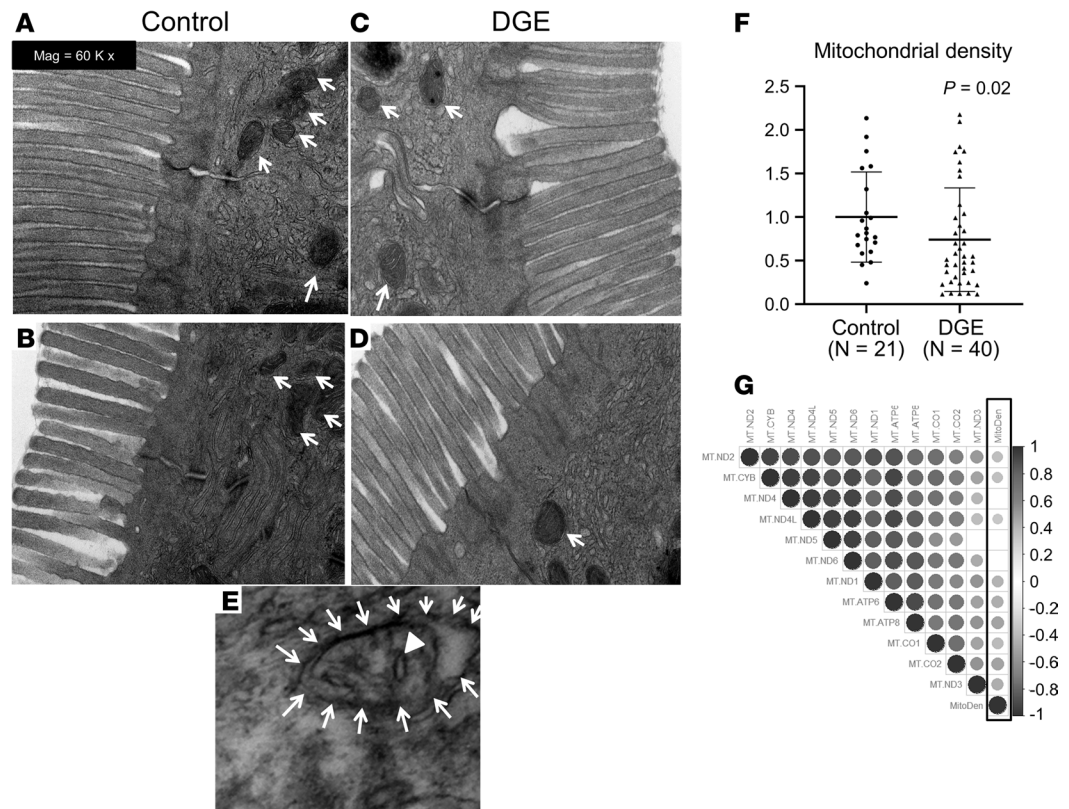 A
Control
C
DGE
Mag = 60 K x
B
D
E
F
Mitochondrial density
P = 0.02
2.5
2.0
1.5
1.0
0.5
0.0
Control
(N = 21)
DGE
(N = 40)
G
MT.ND2
MT.CYB
MT.ND4
MT.ND4L
MT.ND5
MT.ND6
MT.ND1
MT.ATP6
MT.CO1
MT.CO2
MT.ND3
MitoDen
MT.ND2
MT.CYB
MT.ND4
MT.ND4L
MT.ND5
MT.ND6
MT.ND1
MT.ATP6
MT.ATP8
MT.CO1
MT.CO2
MT.ND3
MitoDen
1
0.8
0.6
0.4
0.2
0
-0.2
-0.4
-0.6
-0.8
-1